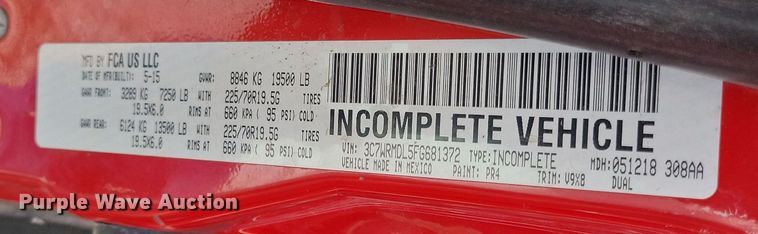 MFD BY FCA US LLC
DATE OF MFR(BUILT): 5-15 GVWR: 8846 KG 19500 LB
GAWR FRONT: 3289 KG 7250 LB WITH 225/70R19.5G TIRES
19.5X6.0 RIMS AT 660 KPA ( 95 PSI) COLD
GAWR REAR: 6124 KG 13500 LB WITH 225/70R19.5G TIRES
19.5X6.0 RIMS AT 660 KPA ( 95 PSI) COLD
INCOMPLETE VEHICLE
VIN: 3C7WRMDL5FG681372 TYPE: INCOMPLETE MDH: 051218 308AA
VEHICLE MADE IN MEXICO PAINT: PR4 TRIM: V9X8 DUAL
Purple Wave Auction